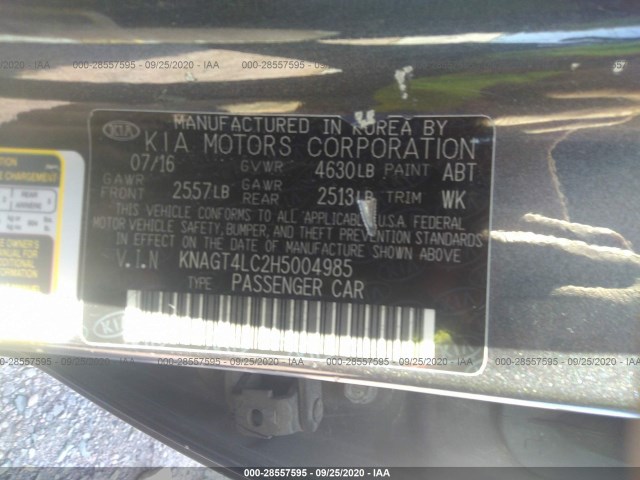 000-28557595 - 09/25/2020 - IAA
000-28557595 - 09/25/2020 - IAA
000-28557595 - 09/25/2020 - IAA
KIA
MANUFACTURED IN KOREA BY
KIA MOTORS CORPORATION
07/16 GVWR 4630LB PAINT ABT
GAWR FRONT 2557LB GAWR REAR 2513LB TRIM WK
THIS VEHICLE CONFORMS TO ALL APPLICABLE U.S.A. FEDERAL
MOTOR VEHICLE SAFETY, BUMPER, AND THEFT PREVENTION STANDARDS
IN EFFECT ON THE DATE OF MANUFACTURE SHOWN ABOVE
V.I.N KNAGT4LC2H5004985
TYPE PASSENGER CAR
KIA
REAR
000-28557595 - 09/25/2020 - IAA
000-28557595 - 09/25/2020 - IAA
000-28557595 - 09/25/2020 - IAA
000-28557595 - 09/25/2020 - IAA